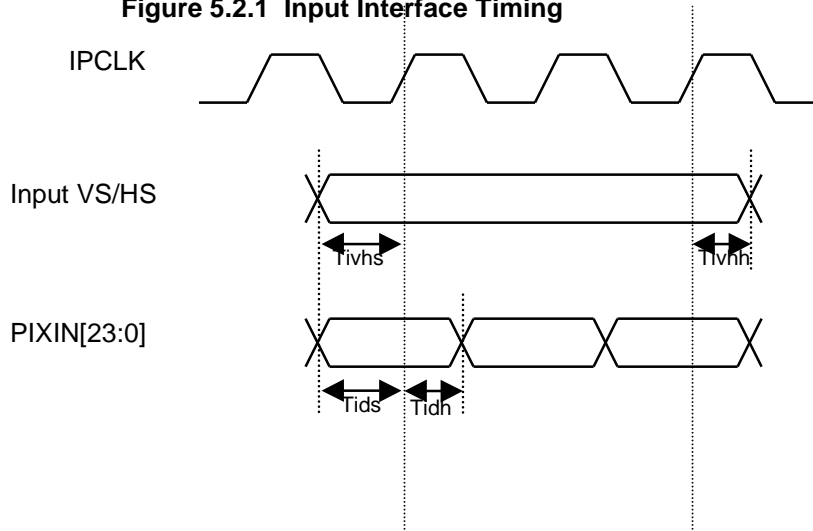 Figure 5.2.1 Input Interface Timing
IPCLK
Input VS/HS
Tivhs
Tivhh
PIXIN[23:0]
Tids
Tidh